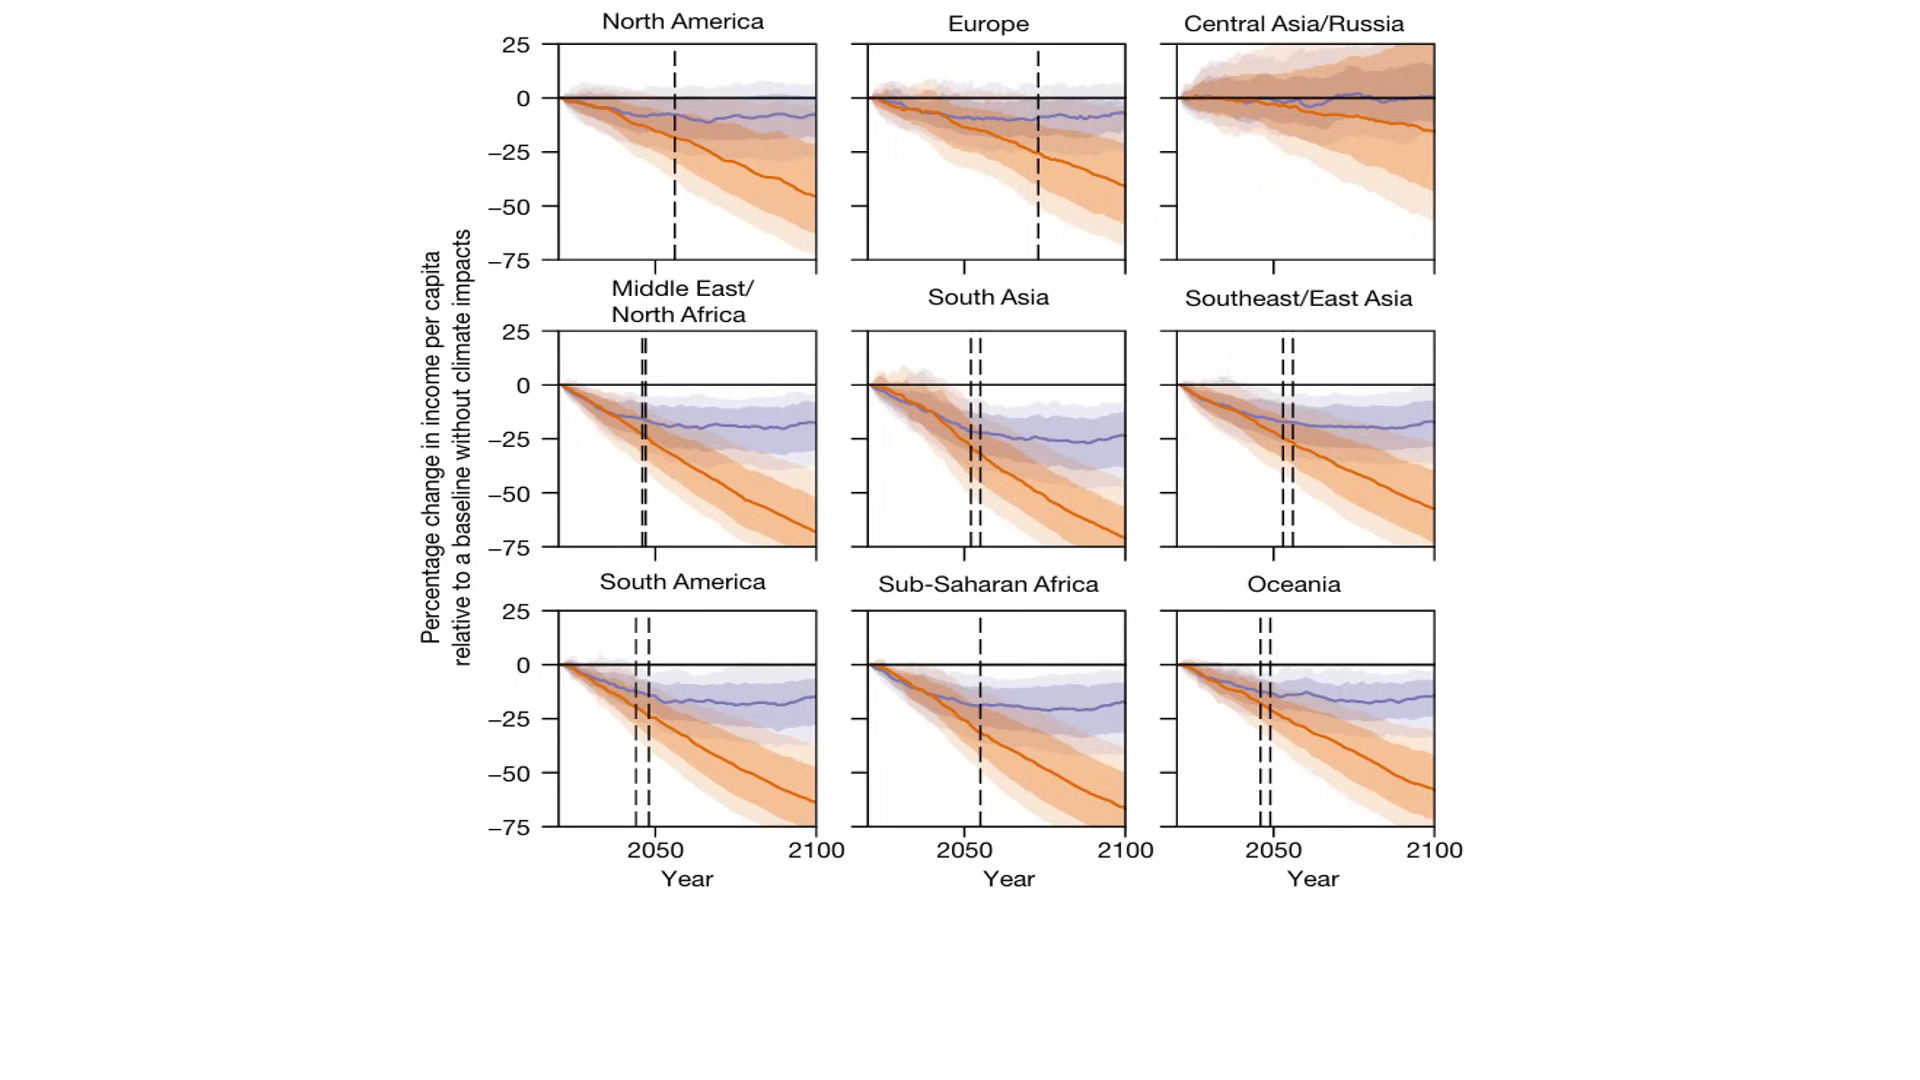 North America
Europe
Central Asia/Russia
25
0
−25
−50
−75
Middle East/
North Africa
South Asia
Southeast/East Asia
25
0
−25
−50
−75
Percentage change in income per capita
relative to a baseline without climate impacts
South America
Sub-Saharan Africa
Oceania
25
0
−25
−50
−75
2050 2100 2050 2100 2050 2100
Year Year Year